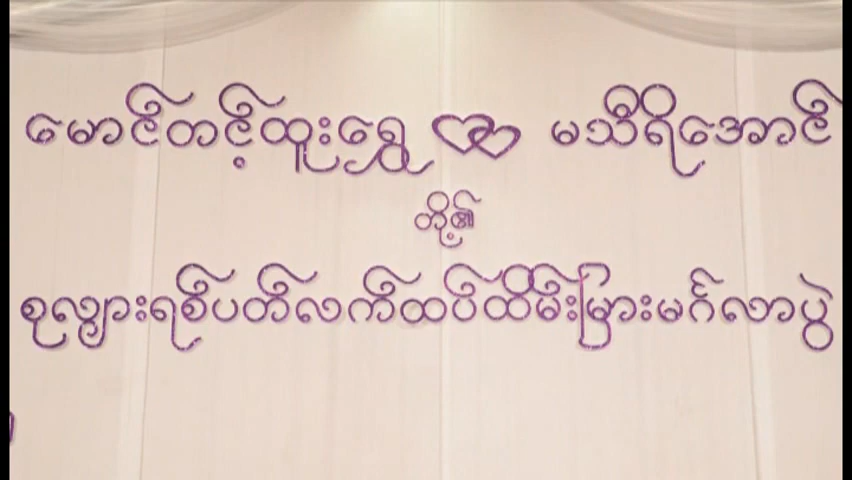 မောင်တင့်ထူးရွှေ မသီရိအောင်
တို့၏
စုလျားရစ်ပတ်လက်ထပ်ထိမ်းမြားမင်္ဂလာပွဲ